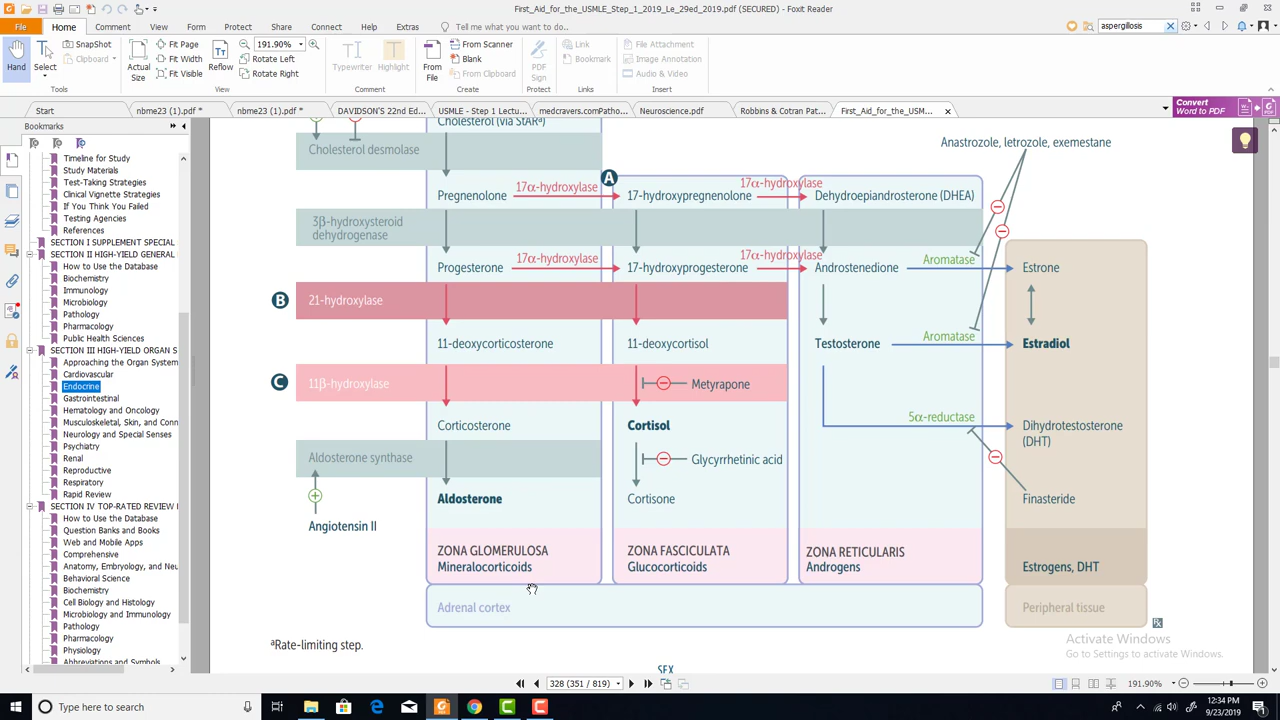 First_Aid_for_the_USMLE_Step_1_2019_Le_29ed_2019.pdf (SECURED) - Foxit Reader
File Home Comment View Form Protect Share Connect Help Extras aspergillosis
SnapShot Fit Page 191.90% From Scanner Link File Attachment
Clipboard Fit Width Rotate Left Blank Bookmark Image Annotation
Hand Select Actual Size Reflow Fit Visible Rotate Right Typewriter Highlight From File From Clipboard PDF Sign Audio & Video
Tools View Comment Create Protect Links Insert
Start nbme23 (1).pdf * nbme23 (1).pdf * DAVIDSON'S 22nd Ed... USMLE - Step 1 Lectu... medcravers.comPatho... Neuroscience.pdf Robbins & Cotran Pat... First_Aid_for_the_USM...
Convert
Word to PDF
Bookmarks
Timeline for Study
Study Materials
Test-Taking Strategies
Clinical Vignette Strategies
If You Think You Failed
Testing Agencies
References
SECTION I SUPPLEMENT SPECIAL
SECTION II HIGH-YIELD GENERAL
How to Use the Database
Biochemistry
Immunology
Microbiology
Pathology
Pharmacology
Public Health Sciences
SECTION III HIGH-YIELD ORGAN S
Approaching the Organ System
Cardiovascular
Endocrine
Gastrointestinal
Hematology and Oncology
Musculoskeletal, Skin, and Conn
Neurology and Special Senses
Psychiatry
Renal
Reproductive
Respiratory
Rapid Review
SECTION IV TOP-RATED REVIEW
How to Use the Database
Question Banks and Books
Web and Mobile Apps
Comprehensive
Anatomy, Embryology, and Neu
Behavioral Science
Biochemistry
Cell Biology and Histology
Microbiology and Immunology
Pathology
Pharmacology
Physiology
Abbreviations and Symbols
Cholesterol (via StARª)
Anastrozole, letrozole, exemestane
Cholesterol desmolase
A
Pregnenolone 17α-hydroxylase 17-hydroxypregnenolone 17α-hydroxylase Dehydroepiandrosterone (DHEA)
3β-hydroxysteroid
dehydrogenase
Progesterone 17α-hydroxylase 17-hydroxyprogesterone 17α-hydroxylase Androstenedione Aromatase Estrone
B 21-hydroxylase
11-deoxycorticosterone 11-deoxycortisol Testosterone Aromatase Estradiol
C 11β-hydroxylase Metyrapone
Corticosterone Cortisol 5α-reductase Dihydrotestosterone
(DHT)
Aldosterone synthase Glycyrrhetinic acid
Aldosterone Cortisone Finasteride
Angiotensin II
ZONA GLOMERULOSA ZONA FASCICULATA ZONA RETICULARIS
Mineralocorticoids Glucocorticoids Androgens Estrogens, DHT
Adrenal cortex Peripheral tissue
ªRate-limiting step.
Activate Windows
Go to Settings to activate Windows.
SEX
328 (351 / 819) 191.90%
Type here to search
12:34 PM
9/23/2019